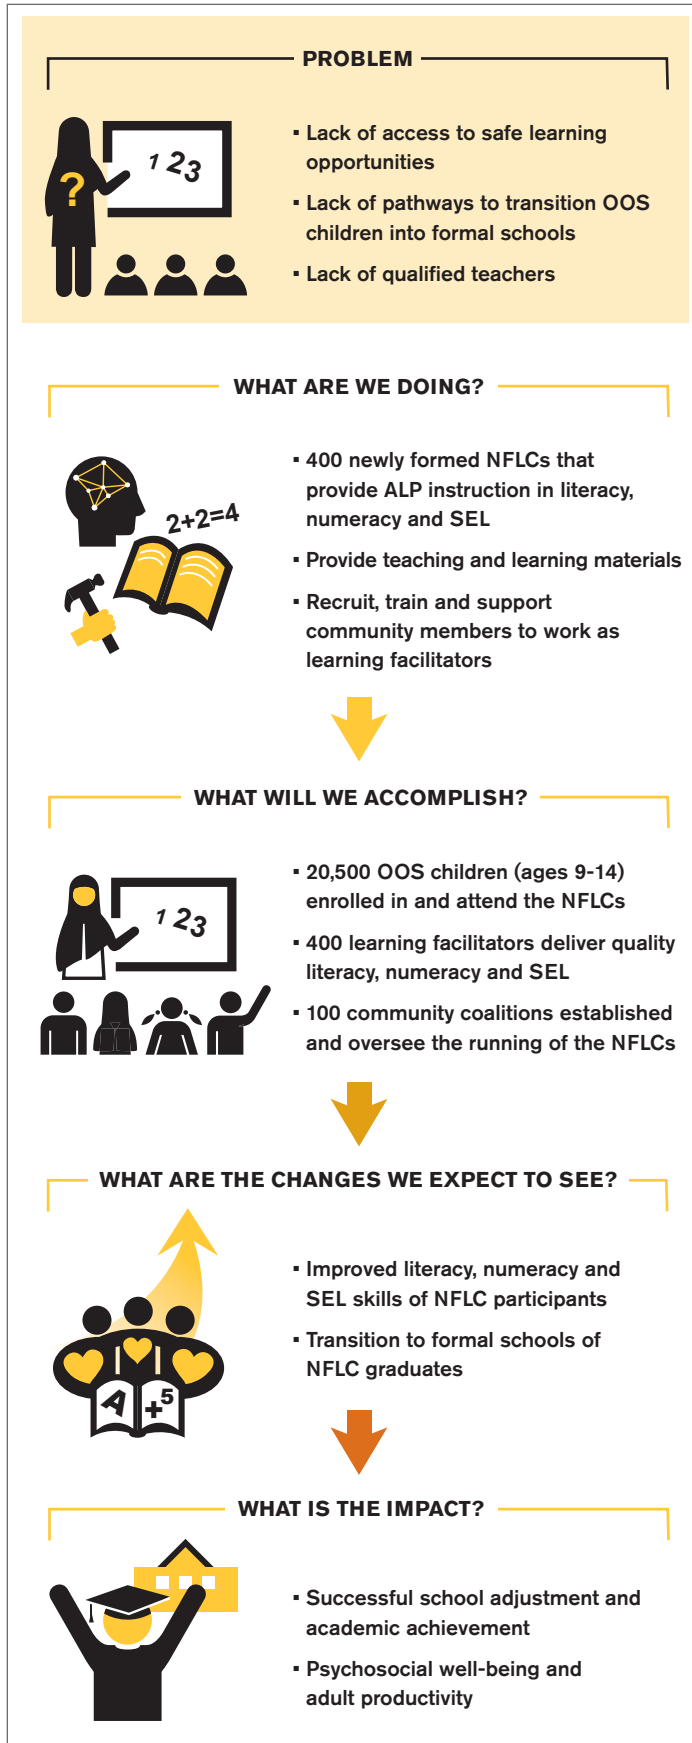 PROBLEM
?
1 2 3
▪ Lack of access to safe learning
opportunities
▪ Lack of pathways to transition OOS
children into formal schools
▪ Lack of qualified teachers
WHAT ARE WE DOING?
2+2=4
▪ 400 newly formed NFLCs that
provide ALP instruction in literacy,
numeracy and SEL
▪ Provide teaching and learning materials
▪ Recruit, train and support
community members to work as
learning facilitators
WHAT WILL WE ACCOMPLISH?
1 2 3
▪ 20,500 OOS children (ages 9-14)
enrolled in and attend the NFLCs
▪ 400 learning facilitators deliver quality
literacy, numeracy and SEL
▪ 100 community coalitions established
and oversee the running of the NFLCs
WHAT ARE THE CHANGES WE EXPECT TO SEE?
A +5
▪ Improved literacy, numeracy and
SEL skills of NFLC participants
▪ Transition to formal schools of
NFLC graduates
WHAT IS THE IMPACT?
▪ Successful school adjustment and
academic achievement
▪ Psychosocial well-being and
adult productivity